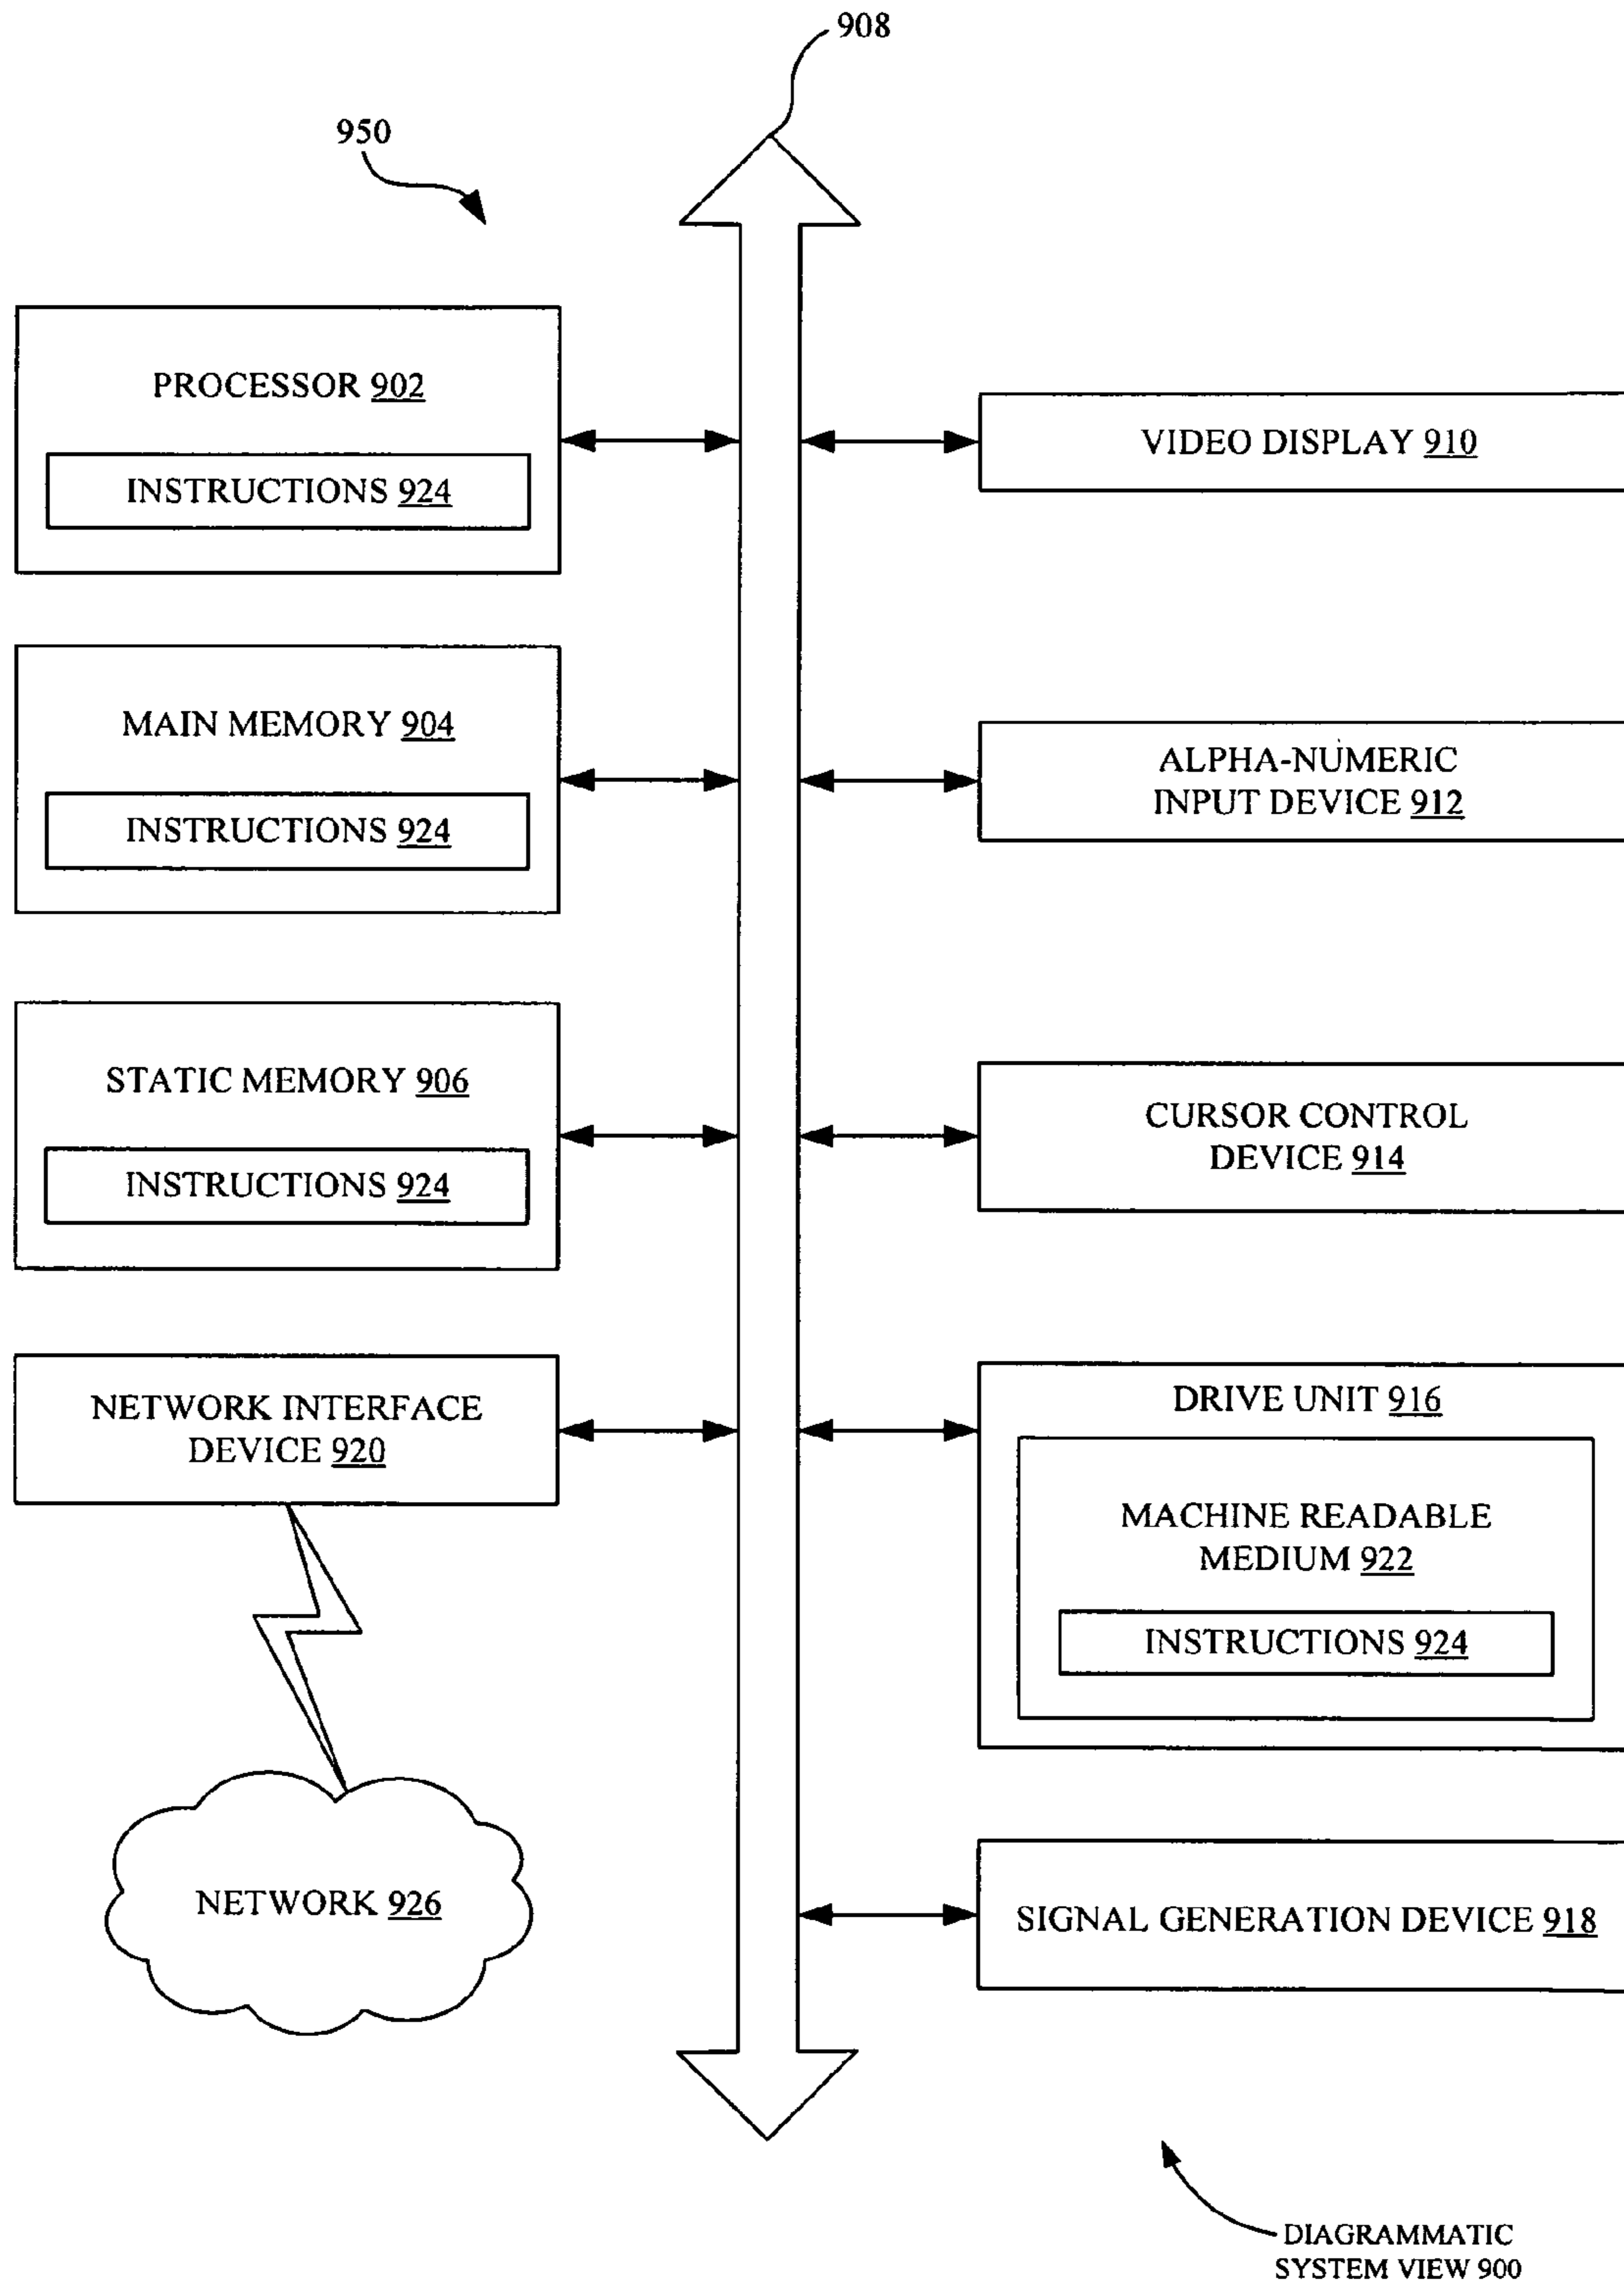 908
950
PROCESSOR 902
INSTRUCTIONS 924
MAIN MEMORY 904
INSTRUCTIONS 924
STATIC MEMORY 906
INSTRUCTIONS 924
NETWORK INTERFACE
DEVICE 920
NETWORK 926
VIDEO DISPLAY 910
ALPHA-NUMERIC
INPUT DEVICE 912
CURSOR CONTROL
DEVICE 914
DRIVE UNIT 916
MACHINE READABLE
MEDIUM 922
INSTRUCTIONS 924
SIGNAL GENERATION DEVICE 918
DIAGRAMMATIC
SYSTEM VIEW 900